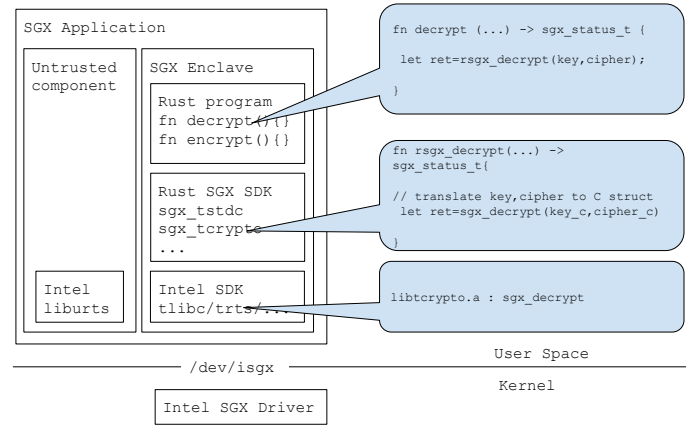 SGX Application
Untrusted
component
Intel
liburts
SGX Enclave
Rust program
fn decrypt(){}
fn encrypt(){}
Rust SGX SDK
sgx_tstdc
sgx_tcrypto
...
Intel SDK
tlibc/trts/...
fn decrypt (...) -> sgx_status_t {
let ret=rsgx_decrypt(key,cipher);
}
fn rsgx_decrypt(...) ->
sgx_status_t{
// translate key,cipher to C struct
let ret=sgx_decrypt(key_c,cipher_c)
}
libtcrypto.a : sgx_decrypt
User Space
/dev/isgx
Kernel
Intel SGX Driver